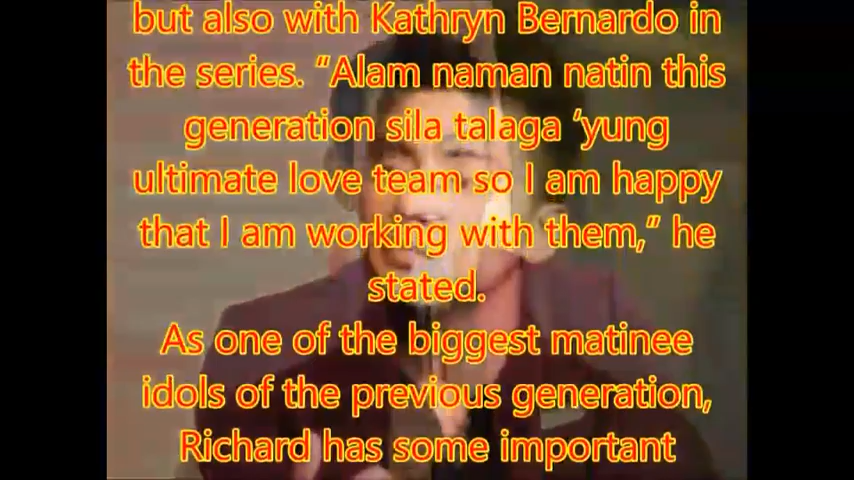 but also with Kathryn Bernardo in
the series. “Alam naman natin this
generation sila talaga ‘yung
ultimate love team so I am happy
that I am working with them,” he
stated.
As one of the biggest matinee
idols of the previous generation,
Richard has some important